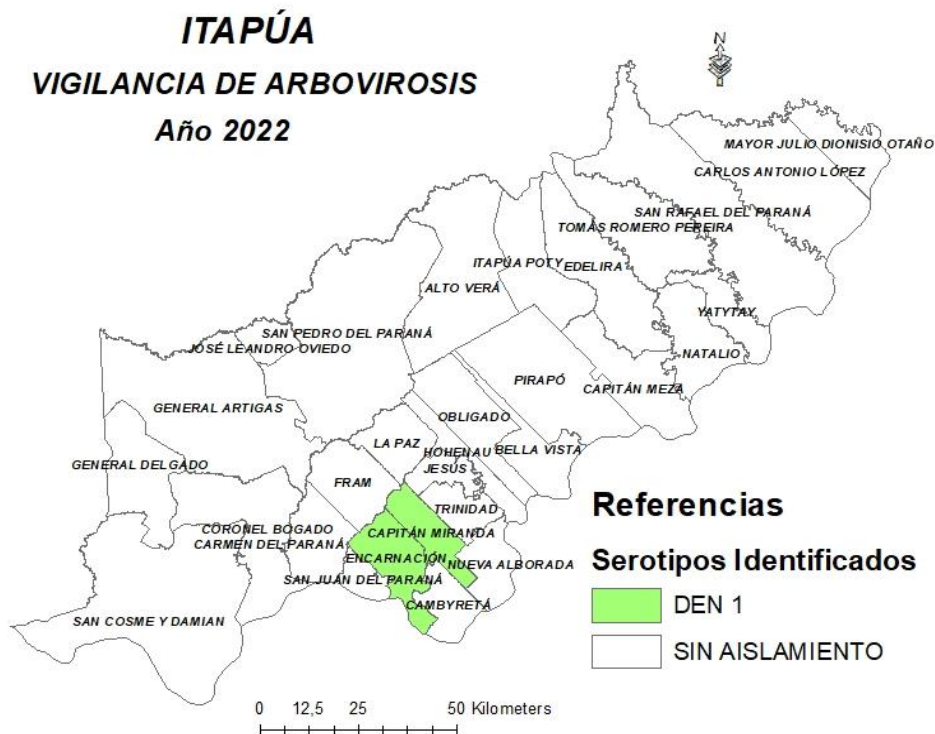 ITAPÚA
VIGILANCIA DE ARBOVIROSIS
Año 2022
N
MAYOR JULIO DIONISIO OTAÑO
CARLOS ANTONIO LÓPEZ
SAN RAFAEL DEL PARANÁ
TOMÁS ROMERO PEREIRA
ITAPÚA POTY
EDELIRA
ALTO VERÁ
YATYTAY
SAN PEDRO DEL PARANÁ
JOSÉ LEANDRO OVIEDO
NATALIO
PIRAPÓ
CAPITÁN MEZA
GENERAL ARTIGAS
OBLIGADO
LA PAZ
HOHENAU
BELLA VISTA
JESÚS
GENERAL DELGADO
FRAM
TRINIDAD
CORONEL BOGADO
CAPITÁN MIRANDA
CARMEN DEL PARANÁ
ENCARNACIÓN
NUEVA ALBORADA
SAN JUAN DEL PARANÁ
CAMBYRETÁ
SAN COSME Y DAMIAN
Referencias
Serotipos Identificados
DEN 1
SIN AISLAMIENTO
0 12,5 25 50 Kilometers